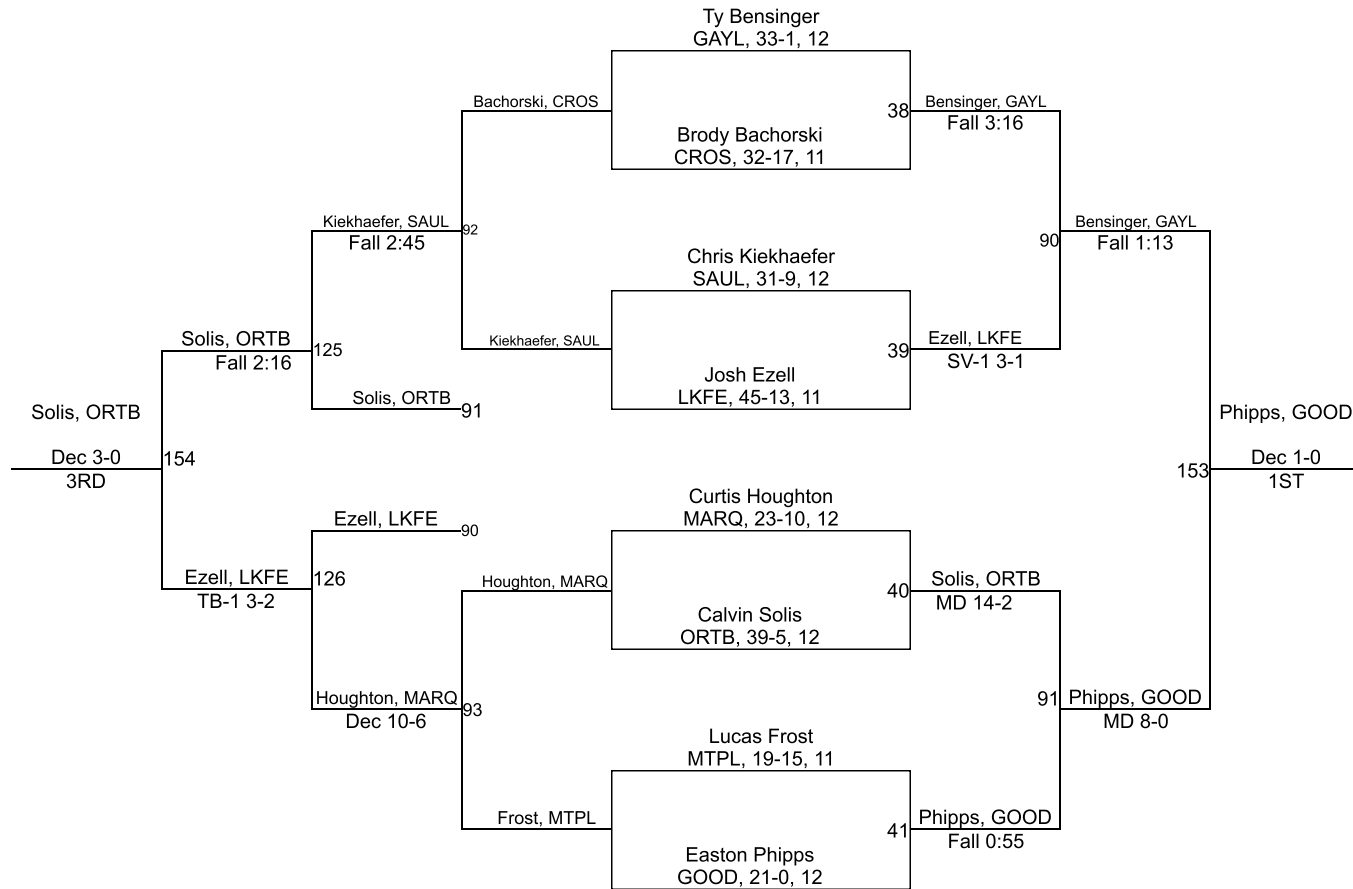 Ty Bensinger
GAYL, 33-1, 12
Bachorski, CROS
38
Bensinger, GAYL
Fall 3:16
Brody Bachorski
CROS, 32-17, 11
Kiekhaefer, SAUL
Fall 2:45
92
90
Bensinger, GAYL
Fall 1:13
Chris Kiekhaefer
SAUL, 31-9, 12
Solis, ORTB
Fall 2:16
125
Kiekhaefer, SAUL
39
Ezell, LKFE
SV-1 3-1
Josh Ezell
LKFE, 45-13, 11
Solis, ORTB
91
Solis, ORTB
Dec 3-0
3RD
154
Phipps, GOOD
153
Dec 1-0
1ST
Curtis Houghton
MARQ, 23-10, 12
Ezell, LKFE
90
Ezell, LKFE
TB-1 3-2
126
Houghton, MARQ
40
Solis, ORTB
MD 14-2
Calvin Solis
ORTB, 39-5, 12
Houghton, MARQ
Dec 10-6
93
91
Phipps, GOOD
MD 8-0
Lucas Frost
MTPL, 19-15, 11
Frost, MTPL
41
Phipps, GOOD
Fall 0:55
Easton Phipps
GOOD, 21-0, 12